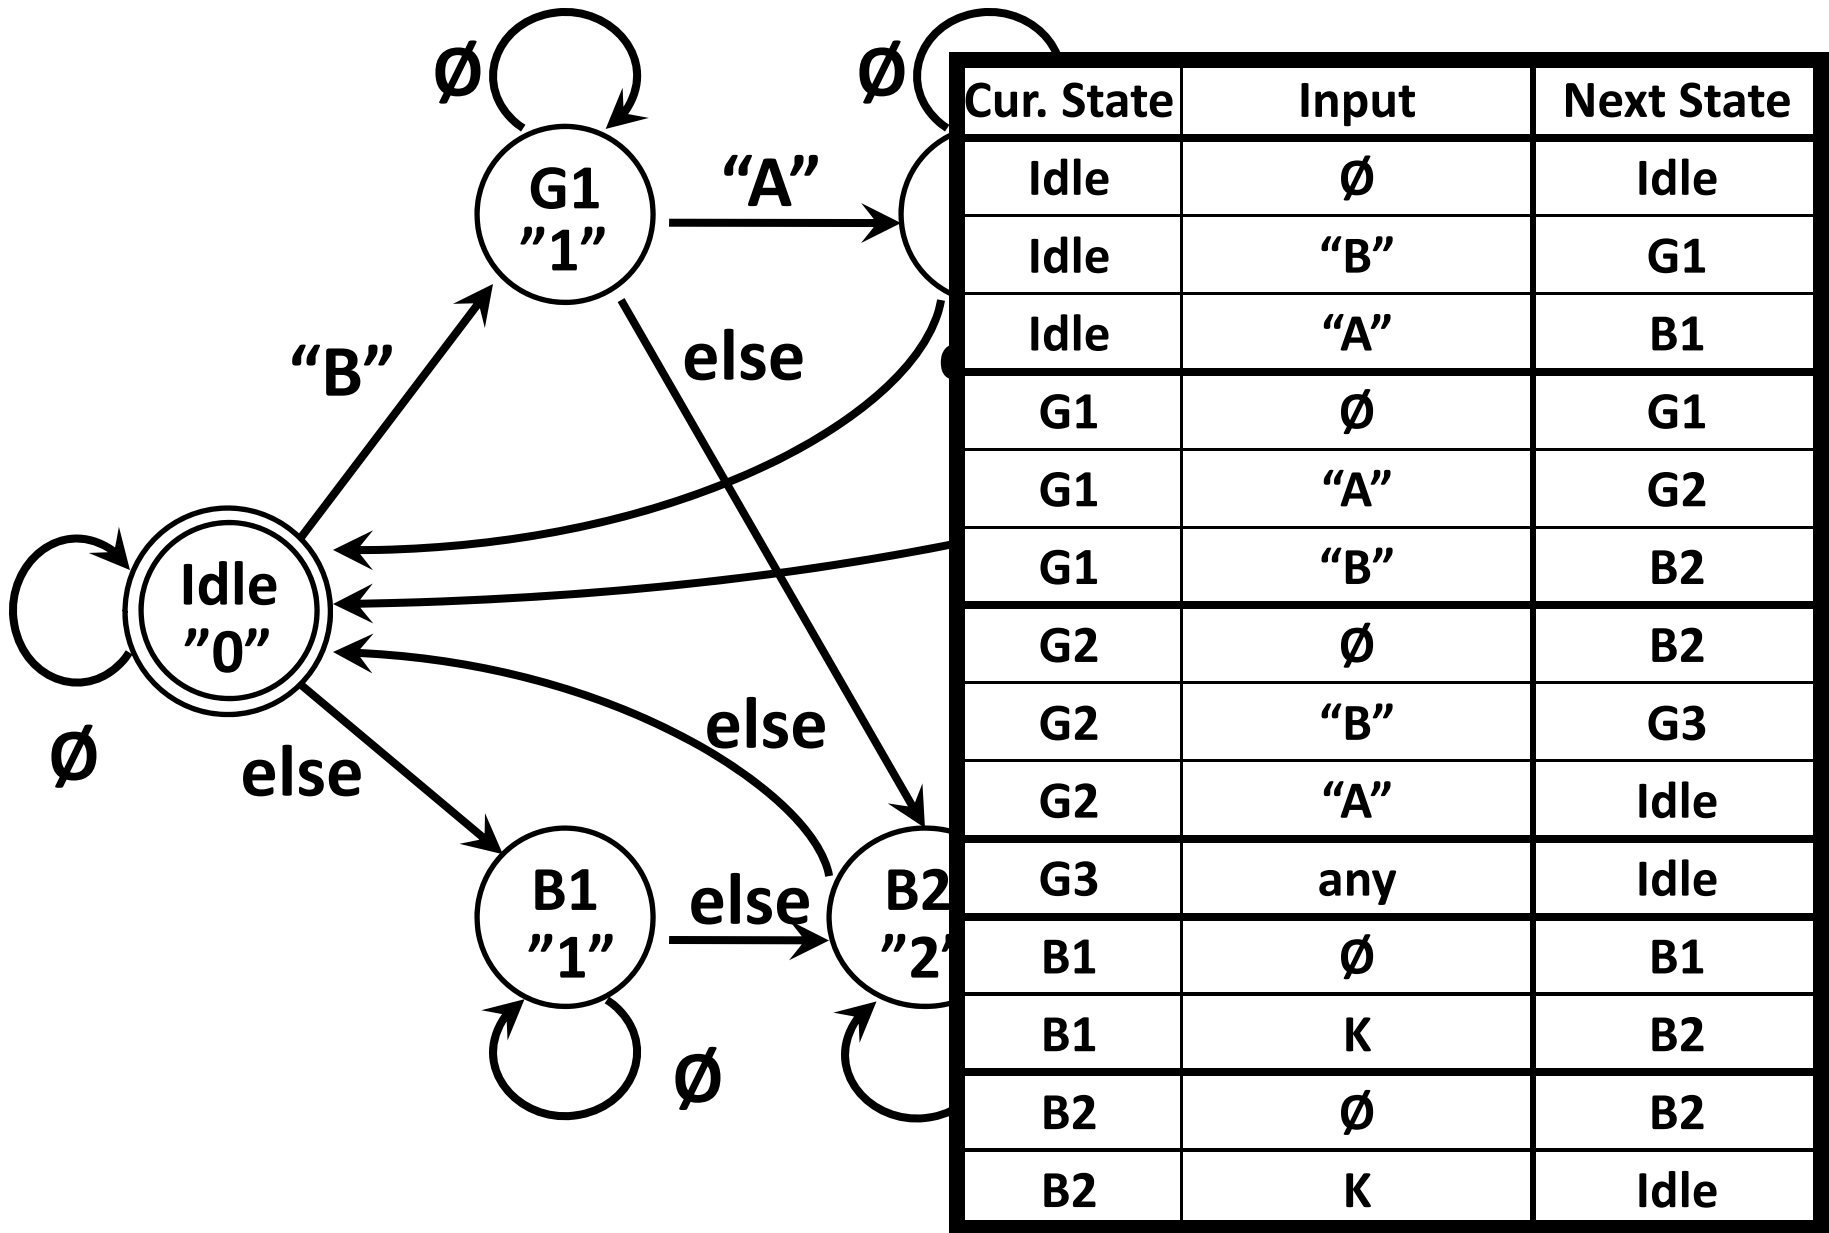 Ø
Ø
G1
”1”
“A”
“B”
else
Idle
”0”
Ø
else
else
B1
”1”
else
B2
”2”
Ø
Cur. State Input Next State
Idle Ø Idle
Idle “B” G1
Idle “A” B1
G1 Ø G1
G1 “A” G2
G1 “B” B2
G2 Ø B2
G2 “B” G3
G2 “A” Idle
G3 any Idle
B1 Ø B1
B1 K B2
B2 Ø B2
B2 K Idle